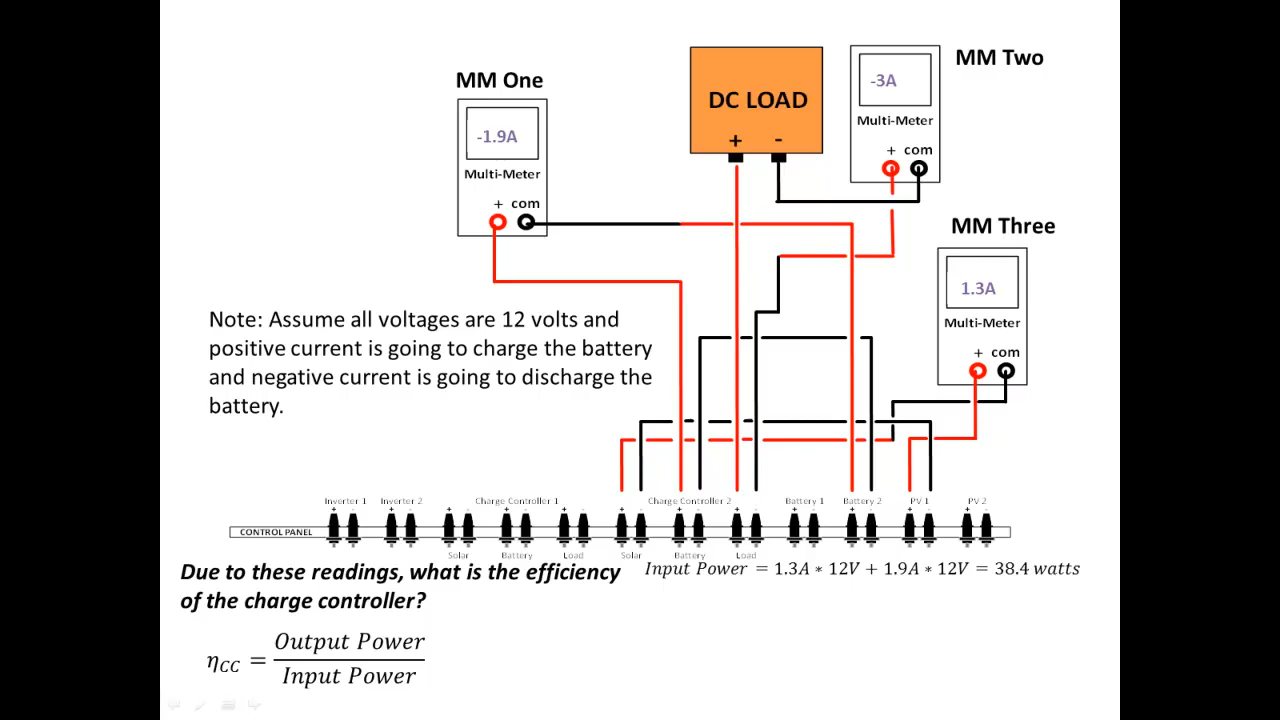 MM One
-1.9A
Multi-Meter
+ com
DC LOAD
+ -
MM Two
-3A
Multi-Meter
+ com
MM Three
1.3A
Multi-Meter
+ com
Note: Assume all voltages are 12 volts and
positive current is going to charge the battery
and negative current is going to discharge the
battery.
Inverter 1 Inverter 2 Charge Controller 1 Charge Controller 2 Battery 1 Battery 2 PV 1 PV 2
+ - + - + - + - + - + - + - + - + - + - + - + -
CONTROL PANEL
Solar Battery Load Solar Battery Load
Due to these readings, what is the efficiency
of the charge controller?
Input Power = 1.3A ∗ 12V + 1.9A ∗ 12V = 38.4 watts
ηCC = Output Power
Input Power